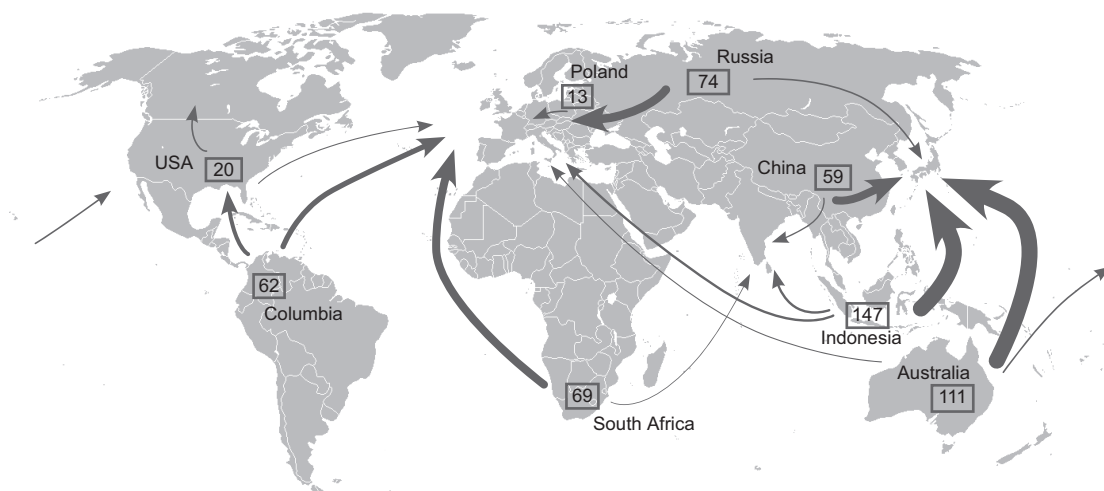 Russia
74
Poland
13
USA
20
China
59
62
Columbia
147
Indonesia
Australia
111
69
South Africa